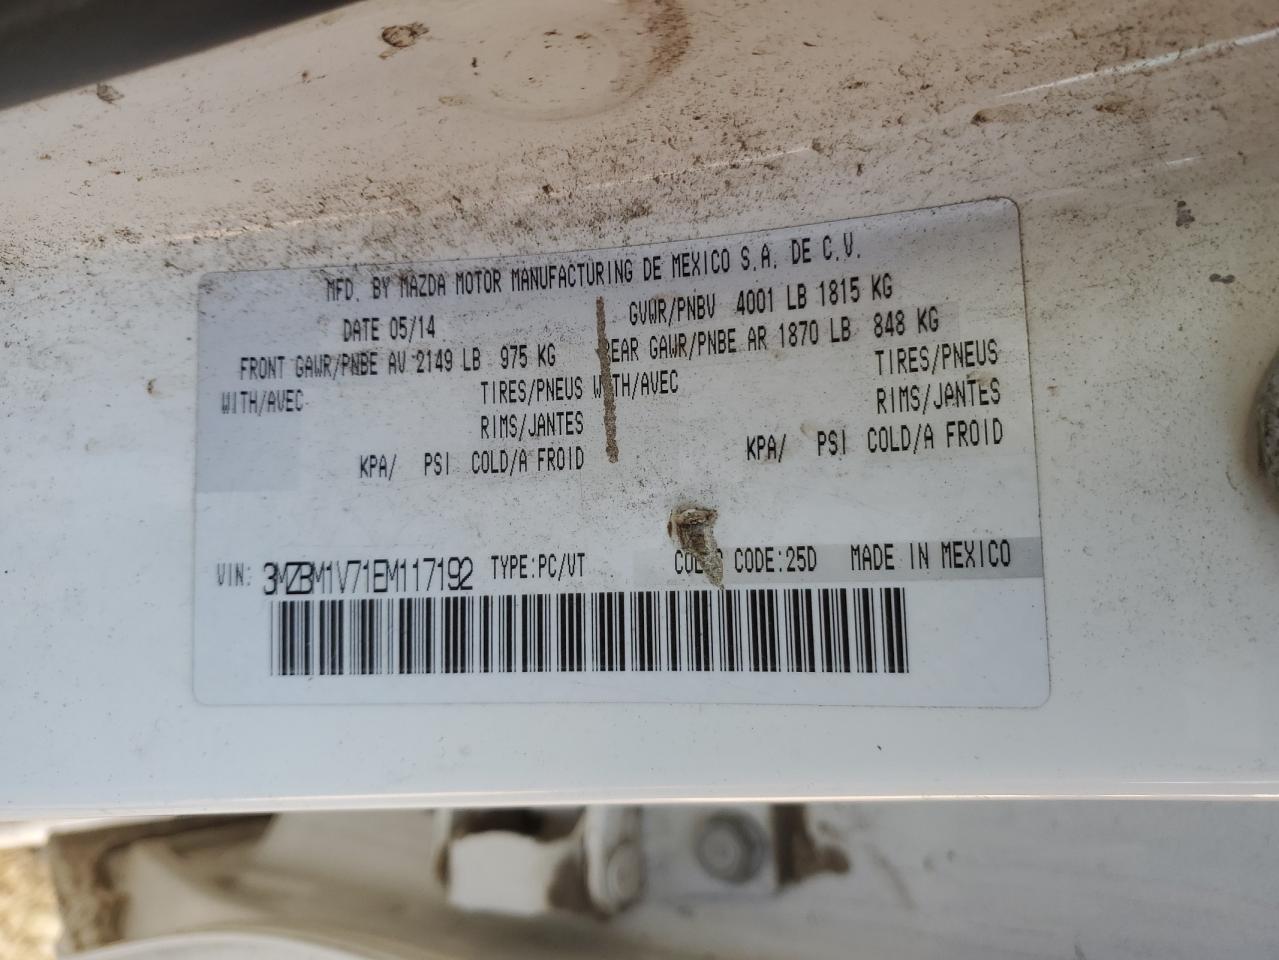 MFD. BY MAZDA MOTOR MANUFACTURING DE MEXICO S.A. DE C.V.
DATE 05/14 GVWR/PNBV 4001 LB 1815 KG
FRONT GAWR/PNBE AV 2149 LB 975 KG REAR GAWR/PNBE AR 1870 LB 848 KG
WITH/AVEC TIRES/PNEUS WITH/AVEC TIRES/PNEUS
RIMS/JANTES RIMS/JANTES
KPA/ PSI COLD/A FROID KPA/ PSI COLD/A FROID
VIN: 3MZBM1V71EM117192 TYPE:PC/VT COLOR CODE:25D MADE IN MEXICO